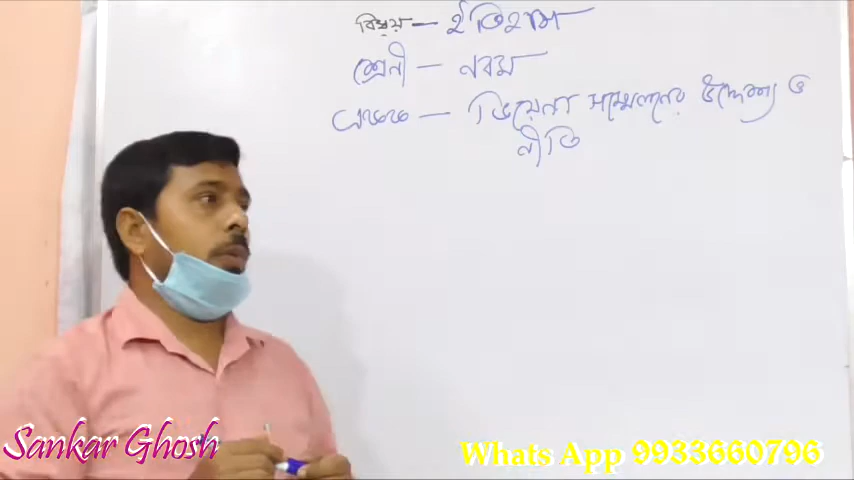 বিষয় — ইতিহাস
শ্রেনী — নবম
— ভিয়েনা সম্মেলনের উদ্দেশ্য ও
নীতি
Sankar Ghosh
Whats App 9933660796